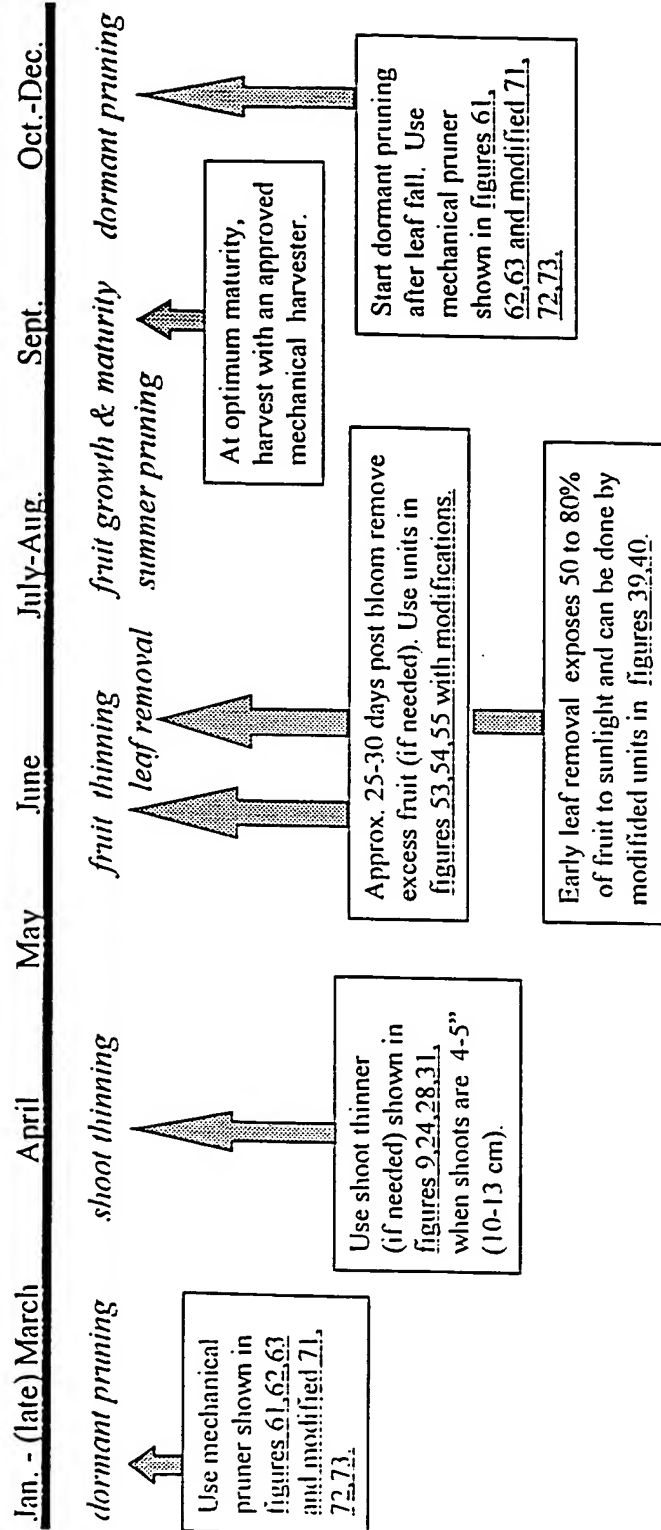 Jan. - (late) March April May June July-Aug. Sept. Oct.-Dec.
dormant pruning shoot thinning fruit thinning fruit growth & maturity dormant pruning
leaf removal summer pruning
Use mechanical
pruner shown in
figures 61,62,63
and modified 71,
72,73.
Use shoot thinner
(if needed) shown in
figures 9,24,28,31,
when shoots are 4-5"
(10-13 cm).
Approx. 25-30 days post bloom remove
excess fruit (if needed). Use units in
figures 53,54,55 with modifications.
Early leaf removal exposes 50 to 80%
of fruit to sunlight and can be done by
modifided units in figures 39,40.
At optimum maturity,
harvest with an approved
mechanical harvester.
Start dormant pruning
after leaf fall. Use
mechanical pruner
shown in figures 61,
62,63 and modified 71,
72,73.